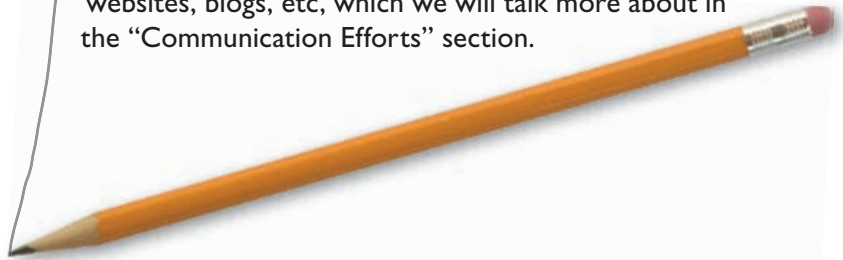 websites, blogs, etc, which we will talk more about in
the “Communication Efforts” section.